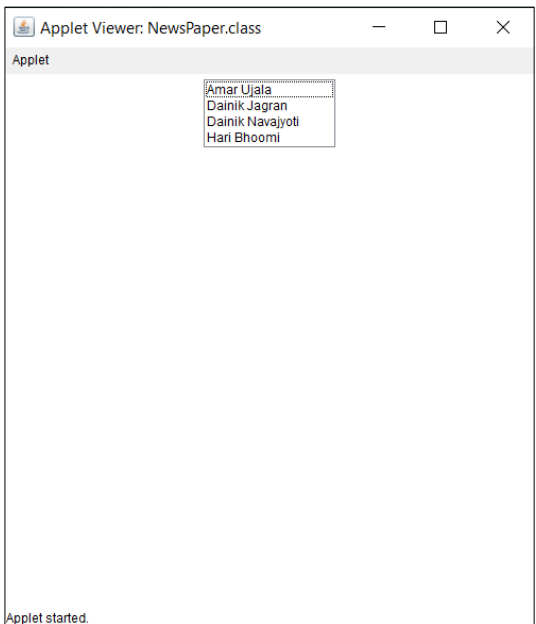 Applet Viewer: NewsPaper.class
Applet
Amar Ujala
Dainik Jagran
Dainik Navajyoti
Hari Bhoomi
Applet started.